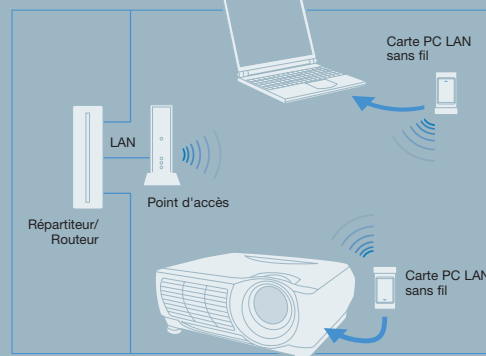 Carte PC LAN
sans fil
LAN
Point d'accès
Répartiteur/
Routeur
Carte PC LAN
sans fil